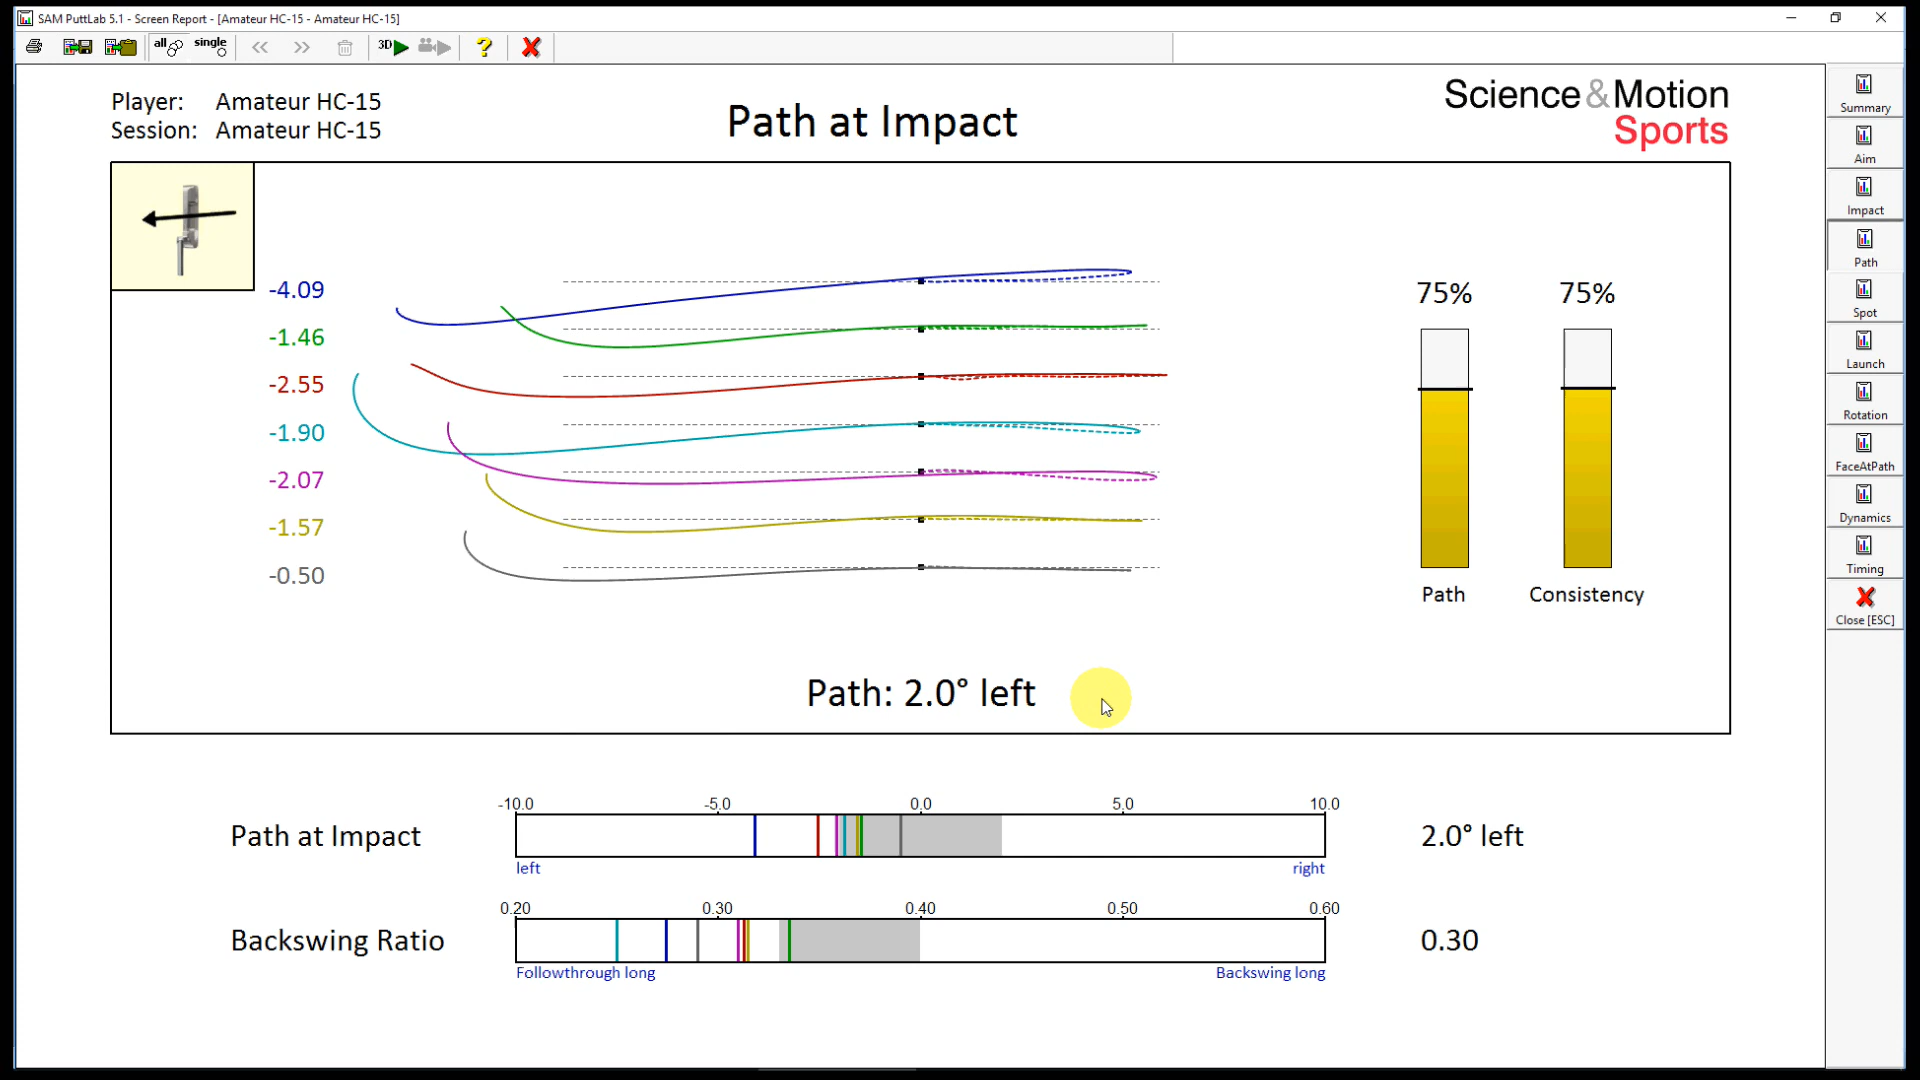 SAM PuttLab 5.1 - Screen Report - [Amateur HC-15 - Amateur HC-15]
all single 3D ?
Player: Amateur HC-15
Session: Amateur HC-15
Path at Impact
Science&Motion
Sports
-4.09
-1.46
-2.55
-1.90
-2.07
-1.57
-0.50
75% 75%
Path Consistency
Path: 2.0° left
-10.0 -5.0 0.0 5.0 10.0
Path at Impact 2.0° left
left right
0.20 0.30 0.40 0.50 0.60
Backswing Ratio 0.30
Followthrough long Backswing long
Summary
Aim
Impact
Path
Spot
Launch
Rotation
FaceAtPath
Dynamics
Timing
Close [ESC]